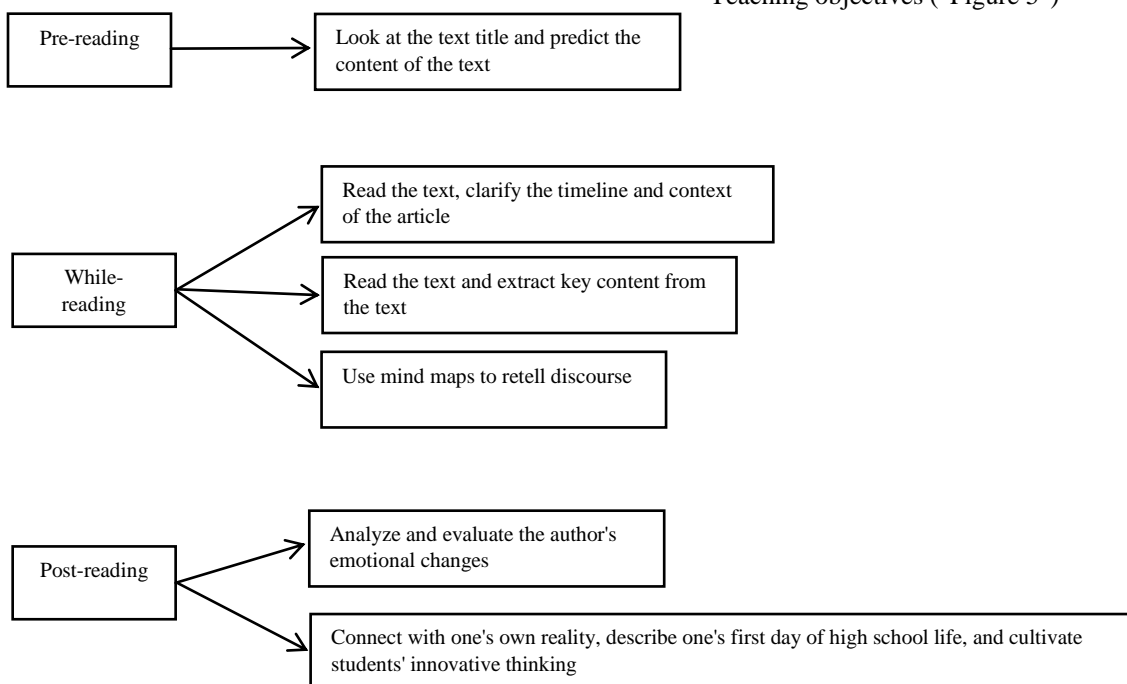 Teaching objectives ("Figure 3")
Pre-reading
Look at the text title and predict the
content of the text
Read the text, clarify the timeline and context
of the article
While-
reading
Read the text and extract key content from
the text
Use mind maps to retell discourse
Analyze and evaluate the author's
emotional changes
Post-reading
Connect with one's own reality, describe one's first day of high school life, and cultivate
students' innovative thinking